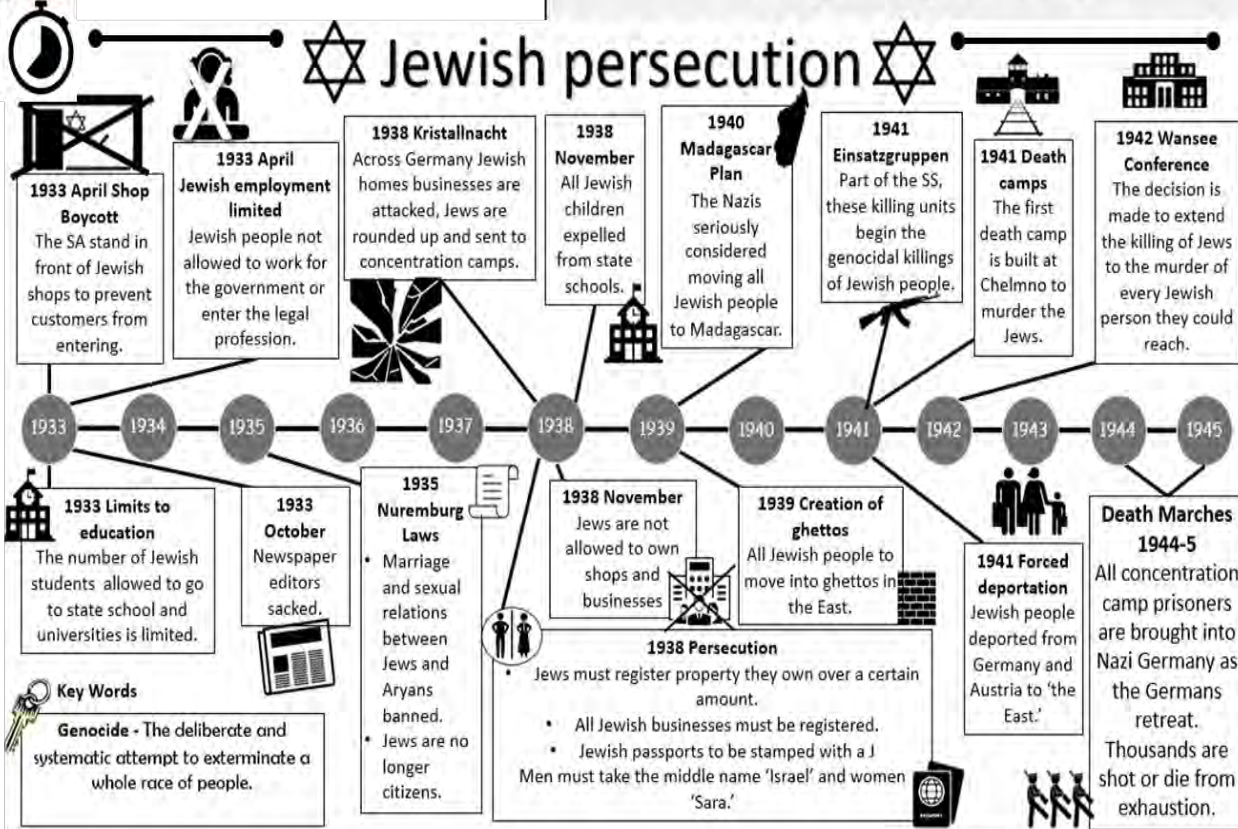 Jewish persecution
1933 April Shop
Boycott
The SA stand in
front of Jewish
shops to prevent
customers from
entering.
1933 April
Jewish employment
limited
Jewish people not
allowed to work for
the government or
enter the legal
profession.
1938 Kristallnacht
Across Germany Jewish
homes businesses are
attacked, Jews are
rounded up and sent to
concentration camps.
1938
November
All Jewish
children
expelled
from state
schools.
1940
Madagascar
Plan
The Nazis
seriously
considered
moving all
Jewish people
to Madagascar.
1941
Einsatzgruppen
Part of the SS,
these killing units
begin the
genocidal killings
of Jewish people.
1941 Death
camps
The first
death camp
is built at
Chelmno to
murder the
Jews.
1942 Wansee
Conference
The decision is
made to extend
the killing of Jews
to the murder of
every Jewish
person they could
reach.
1933 1934 1935 1936 1937 1938 1939 1940 1941 1942 1943 1944 1945
1933 Limits to
education
The number of Jewish
students allowed to go
to state school and
universities is limited.
1933
October
Newspaper
editors
sacked.
1935
Nuremburg
Laws
• Marriage
and sexual
relations
between
Jews and
Aryans
banned.
• Jews are no
longer
citizens.
1938 November
Jews are not
allowed to own
shops and
businesses
1939 Creation of
ghettos
All Jewish people to
move into ghettos in
the East.
1938 Persecution
• Jews must register property they own over a certain
amount.
• All Jewish businesses must be registered.
• Jewish passports to be stamped with a J
Men must take the middle name 'Israel' and women
'Sara.'
1941 Forced
deportation
Jewish people
deported from
Germany and
Austria to 'the
East.'
Death Marches
1944-5
All concentration
camp prisoners
are brought into
Nazi Germany as
the Germans
retreat.
Thousands are
shot or die from
exhaustion.
Key Words
Genocide - The deliberate and
systematic attempt to exterminate a
whole race of people.